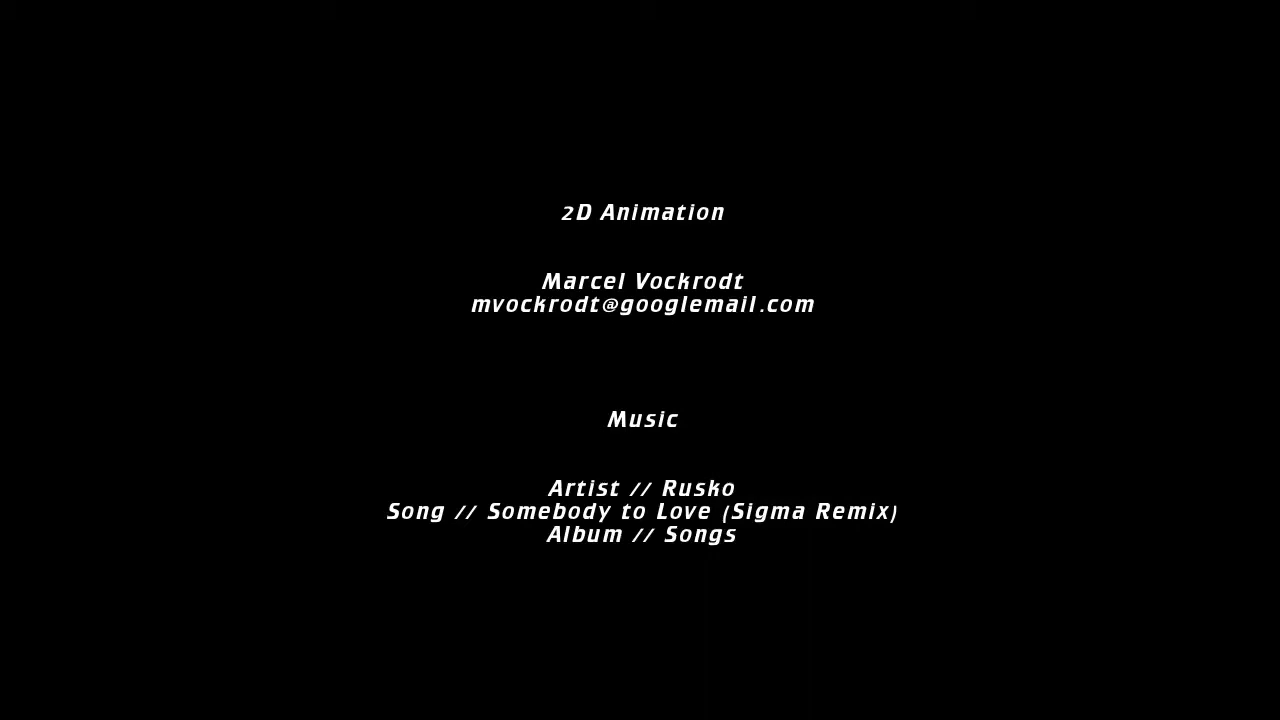 2D Animation
Marcel Vockrodt
mvockrodt@googlemail.com
Music
Artist // Rusko
Song // Somebody to Love (Sigma Remix)
Album // Songs